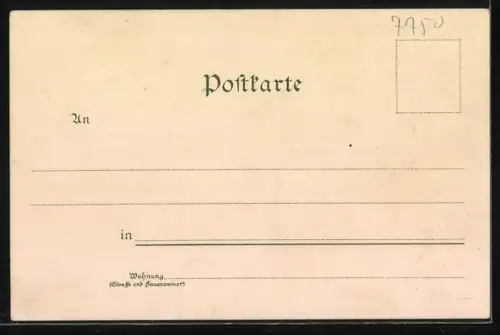 7750
Poſtkarte
An
in
Wohnung
(Straße und Hausnummer)